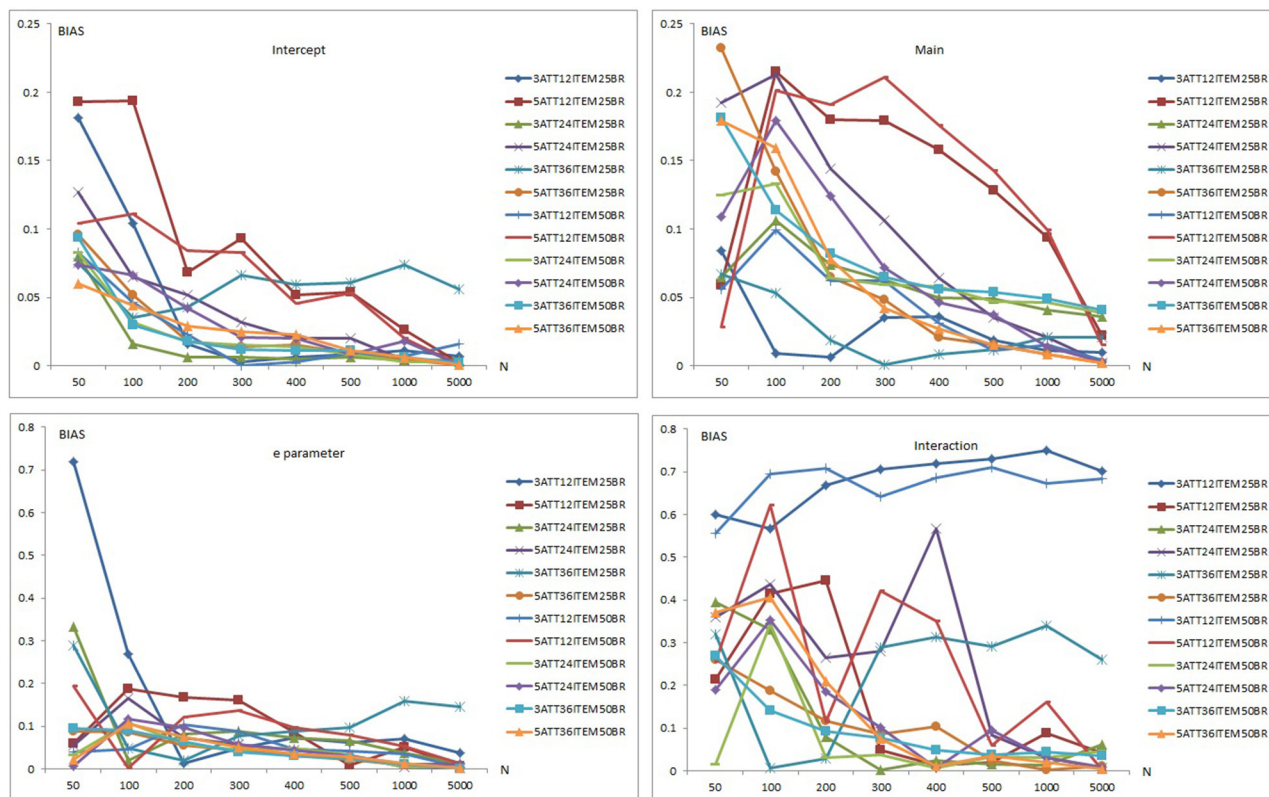 0.25
BIAS
Intercept
0.2
0.15
0.1
0.05
0
50 100 200 300 400 500 1000 5000
N
3ATT12ITEM25BR
5ATT12ITEM25BR
3ATT24ITEM25BR
5ATT24ITEM25BR
3ATT36ITEM25BR
5ATT36ITEM25BR
3ATT12ITEM50BR
5ATT12ITEM50BR
3ATT24ITEM50BR
5ATT24ITEM50BR
3ATT36ITEM50BR
5ATT36ITEM50BR
0.25
BIAS
Main
0.2
0.15
0.1
0.05
0
50 100 200 300 400 500 1000 5000
N
3ATT12ITEM25BR
5ATT12ITEM25BR
3ATT24ITEM25BR
5ATT24ITEM25BR
3ATT36ITEM25BR
5ATT36ITEM25BR
3ATT12ITEM50BR
5ATT12ITEM50BR
3ATT24ITEM50BR
5ATT24ITEM50BR
3ATT36ITEM50BR
5ATT36ITEM50BR
0.8
BIAS
e parameter
0.7
0.6
0.5
0.4
0.3
0.2
0.1
0
50 100 200 300 400 500 1000 5000
N
3ATT12ITEM25BR
5ATT12ITEM25BR
3ATT24ITEM25BR
5ATT24ITEM25BR
3ATT36ITEM25BR
5ATT36ITEM25BR
3ATT12ITEM50BR
5ATT12ITEM50BR
3ATT24ITEM50BR
5ATT24ITEM50BR
3ATT36ITEM50BR
5ATT36ITEM50BR
0.8
BIAS
Interaction
0.7
0.6
0.5
0.4
0.3
0.2
0.1
0
50 100 200 300 400 500 1000 5000
N
3ATT12ITEM25BR
5ATT12ITEM25BR
3ATT24ITEM25BR
5ATT24ITEM25BR
3ATT36ITEM25BR
5ATT36ITEM25BR
3ATT12ITEM50BR
5ATT12ITEM50BR
3ATT24ITEM50BR
5ATT24ITEM50BR
3ATT36ITEM50BR
5ATT36ITEM50BR